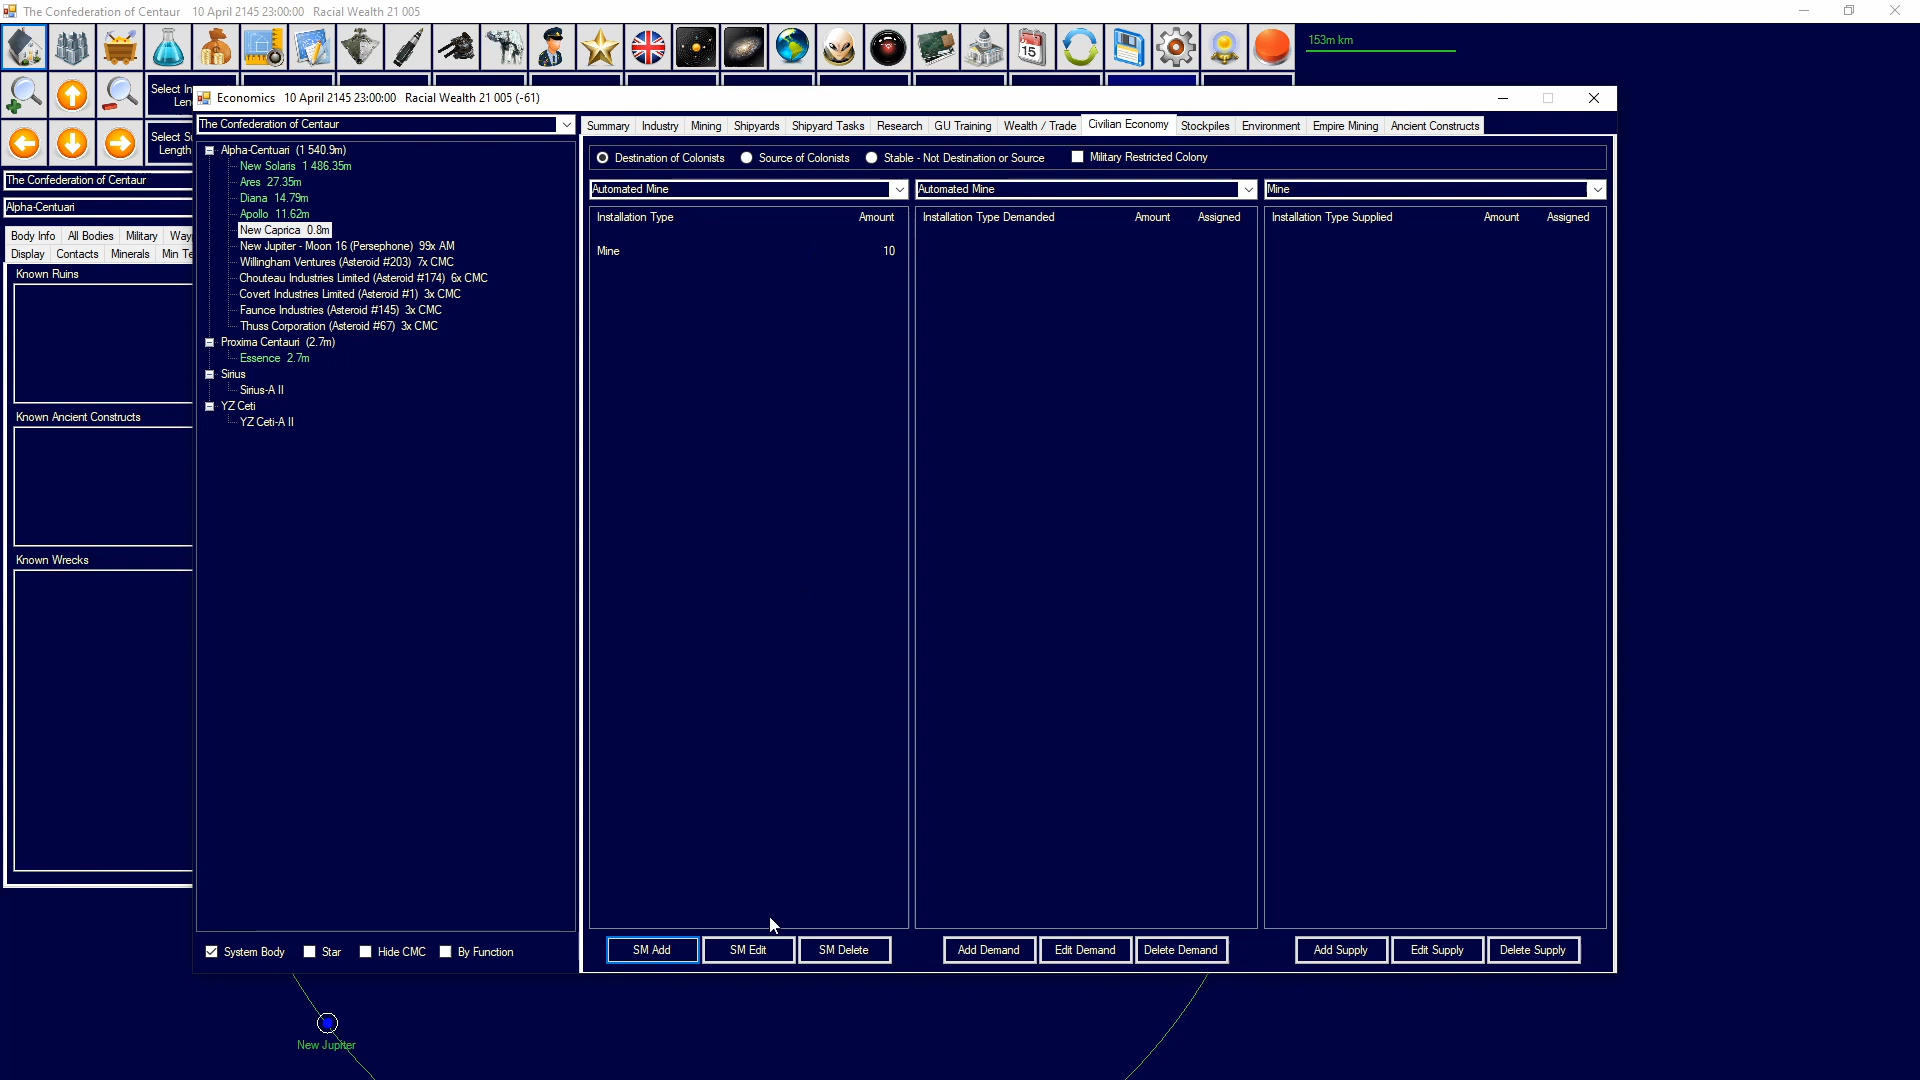 The Confederation of Centaur 10 April 2145 23:00:00 Racial Wealth 21 005
15
153m km
Select In
Len
Select S
Length
The Confederation of Centaur
Alpha-Centuari
Body Info All Bodies Military Way
Display Contacts Minerals Min Te
Known Ruins
Known Ancient Constructs
Known Wrecks
Economics 10 April 2145 23:00:00 Racial Wealth 21 005 (-61)
The Confederation of Centaur
Alpha-Centuari (1 540.9m)
New Solaris 1 486.35m
Ares 27.35m
Diana 14.79m
Apollo 11.62m
New Caprica 0.8m
New Jupiter - Moon 16 (Persephone) 99x AM
Willingham Ventures (Asteroid #203) 7x CMC
Chouteau Industries Limited (Asteroid #174) 6x CMC
Covert Industries Limited (Asteroid #1) 3x CMC
Faunce Industries (Asteroid #145) 3x CMC
Thuss Corporation (Asteroid #67) 3x CMC
Proxima Centauri (2.7m)
Essence 2.7m
Sirius
Sirius-A II
YZ Ceti
YZ Ceti-A II
System Body Star Hide CMC By Function
Summary Industry Mining Shipyards Shipyard Tasks Research GU Training Wealth / Trade Civilian Economy Stockpiles Environment Empire Mining Ancient Constructs
Destination of Colonists Source of Colonists Stable - Not Destination or Source Military Restricted Colony
Automated Mine Automated Mine Mine
Installation Type Amount Installation Type Demanded Amount Assigned Installation Type Supplied Amount Assigned
Mine 10
SM Add SM Edit SM Delete Add Demand Edit Demand Delete Demand Add Supply Edit Supply Delete Supply
New Jupiter